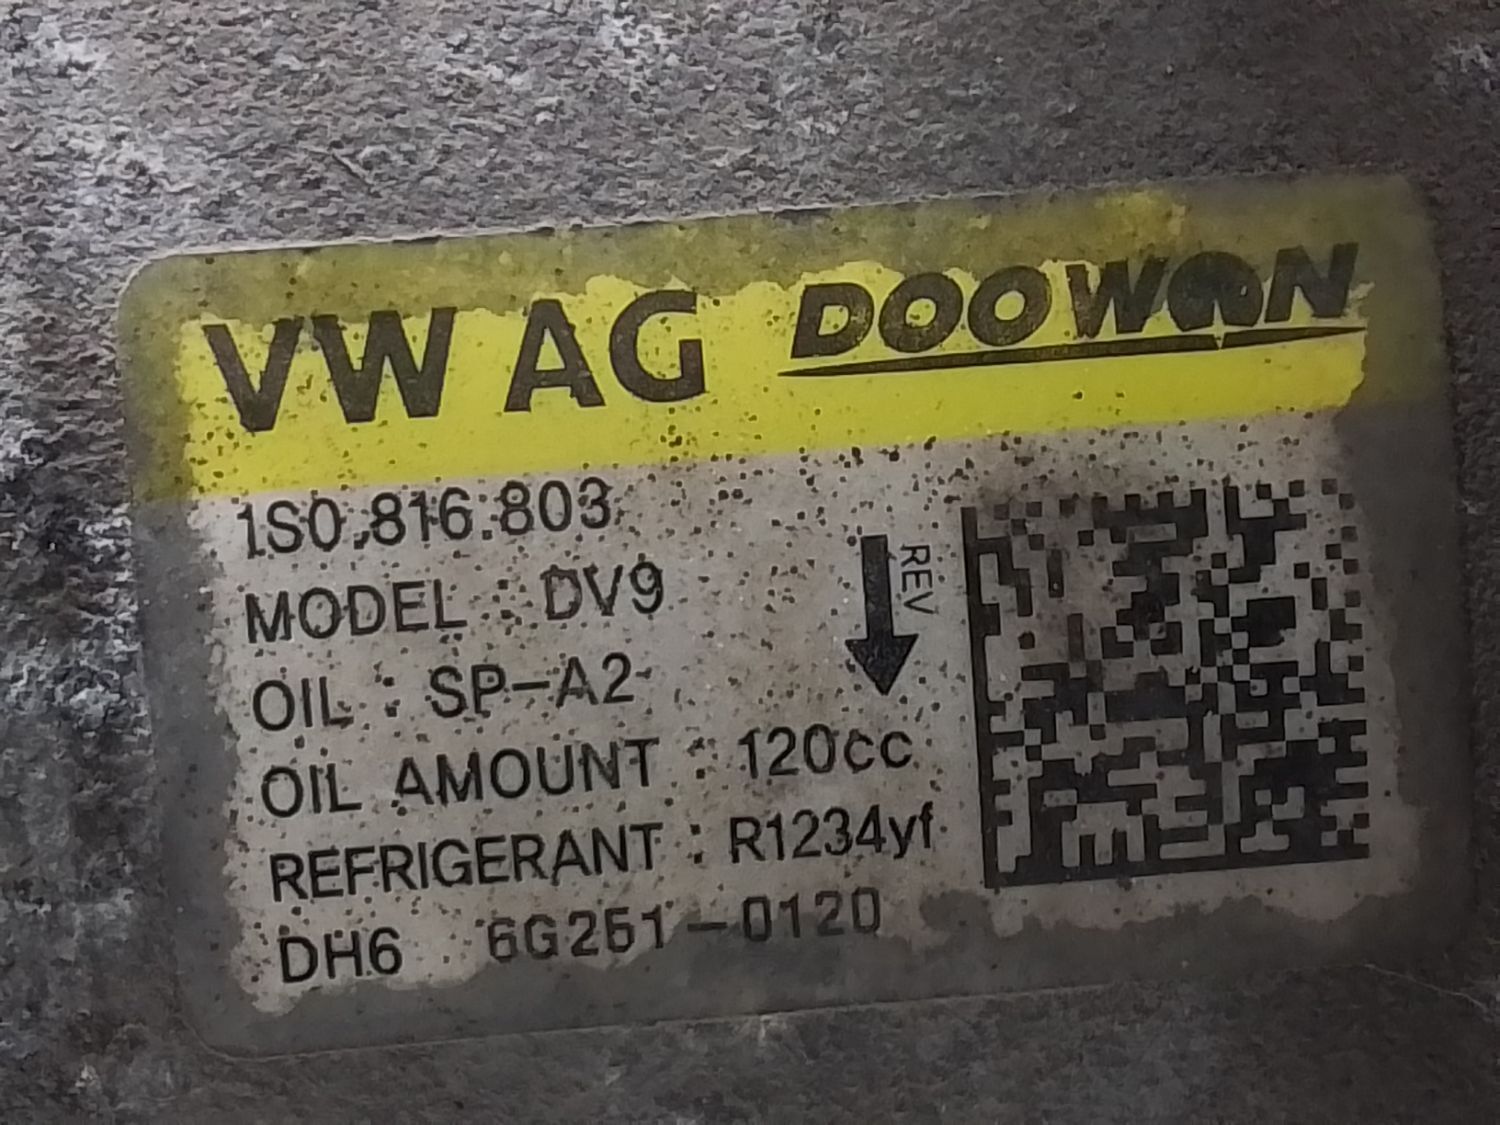 VW AG DOOWON
1S0.816.803
MODEL : DV9
REV
OIL : SP-A2
OIL AMOUNT : 120cc
REFRIGERANT : R1234yf
DH6 6G251-0120